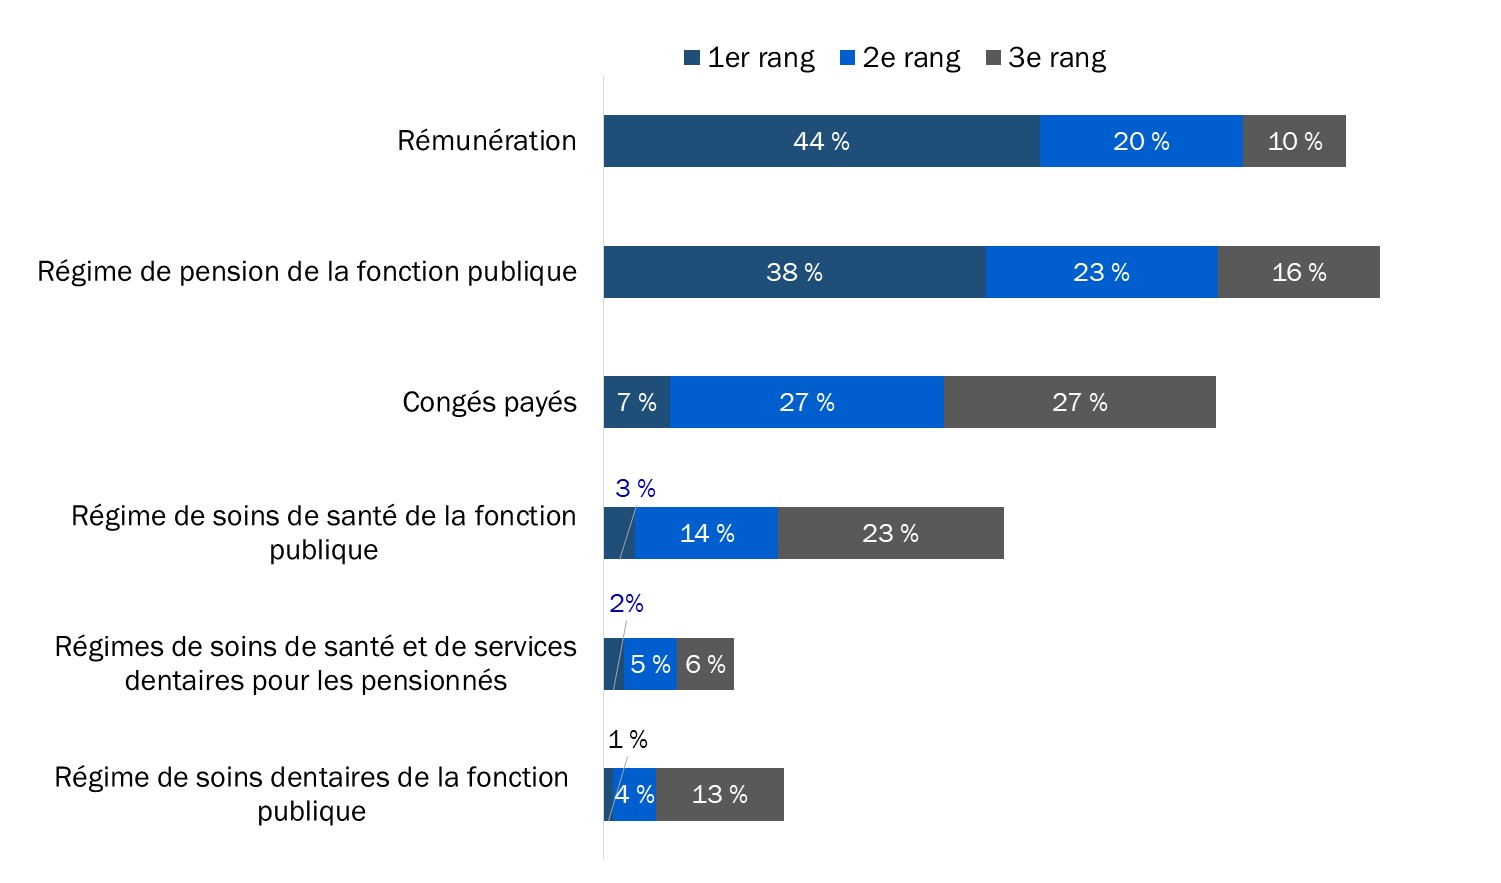 1er rang 2e rang 3e rang
Rémunération 44 % 20 % 10 %
Régime de pension de la fonction publique 38 % 23 % 16 %
Congés payés 7 % 27 % 27 %
3 %
Régime de soins de santé de la fonction
publique
14 % 23 %
2%
Régimes de soins de santé et de services
dentaires pour les pensionnés
5 % 6 %
1 %
Régime de soins dentaires de la fonction
publique
4 % 13 %